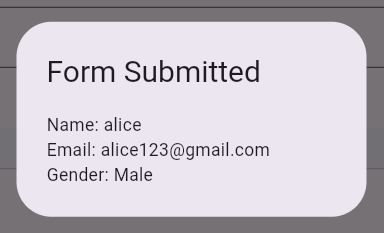 Form Submitted
Name: alice
Email: alice123@gmail.com
Gender: Male